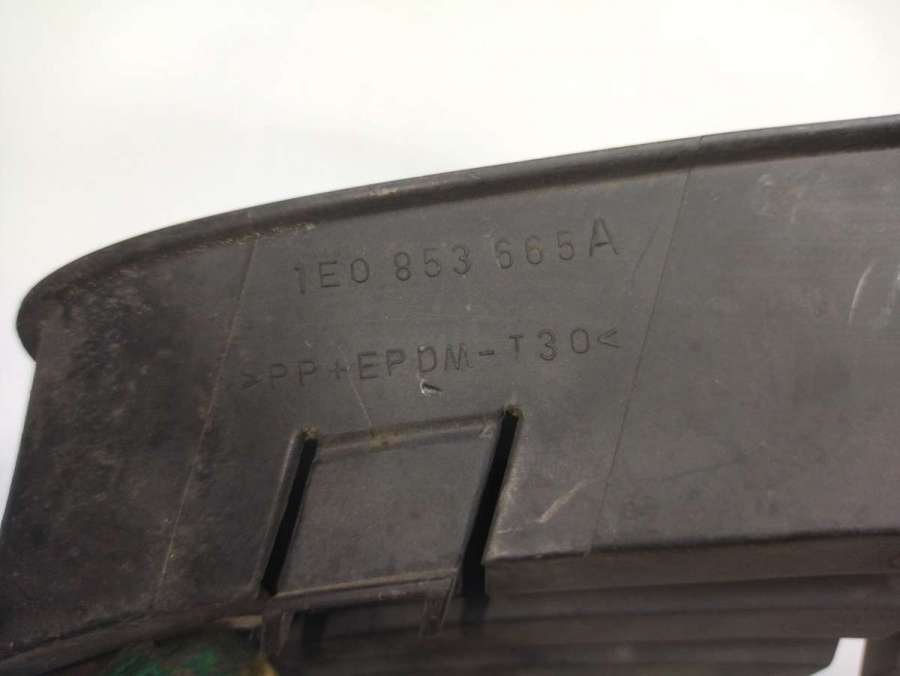 1E0 853 665A
>PP+EPDM-T30<